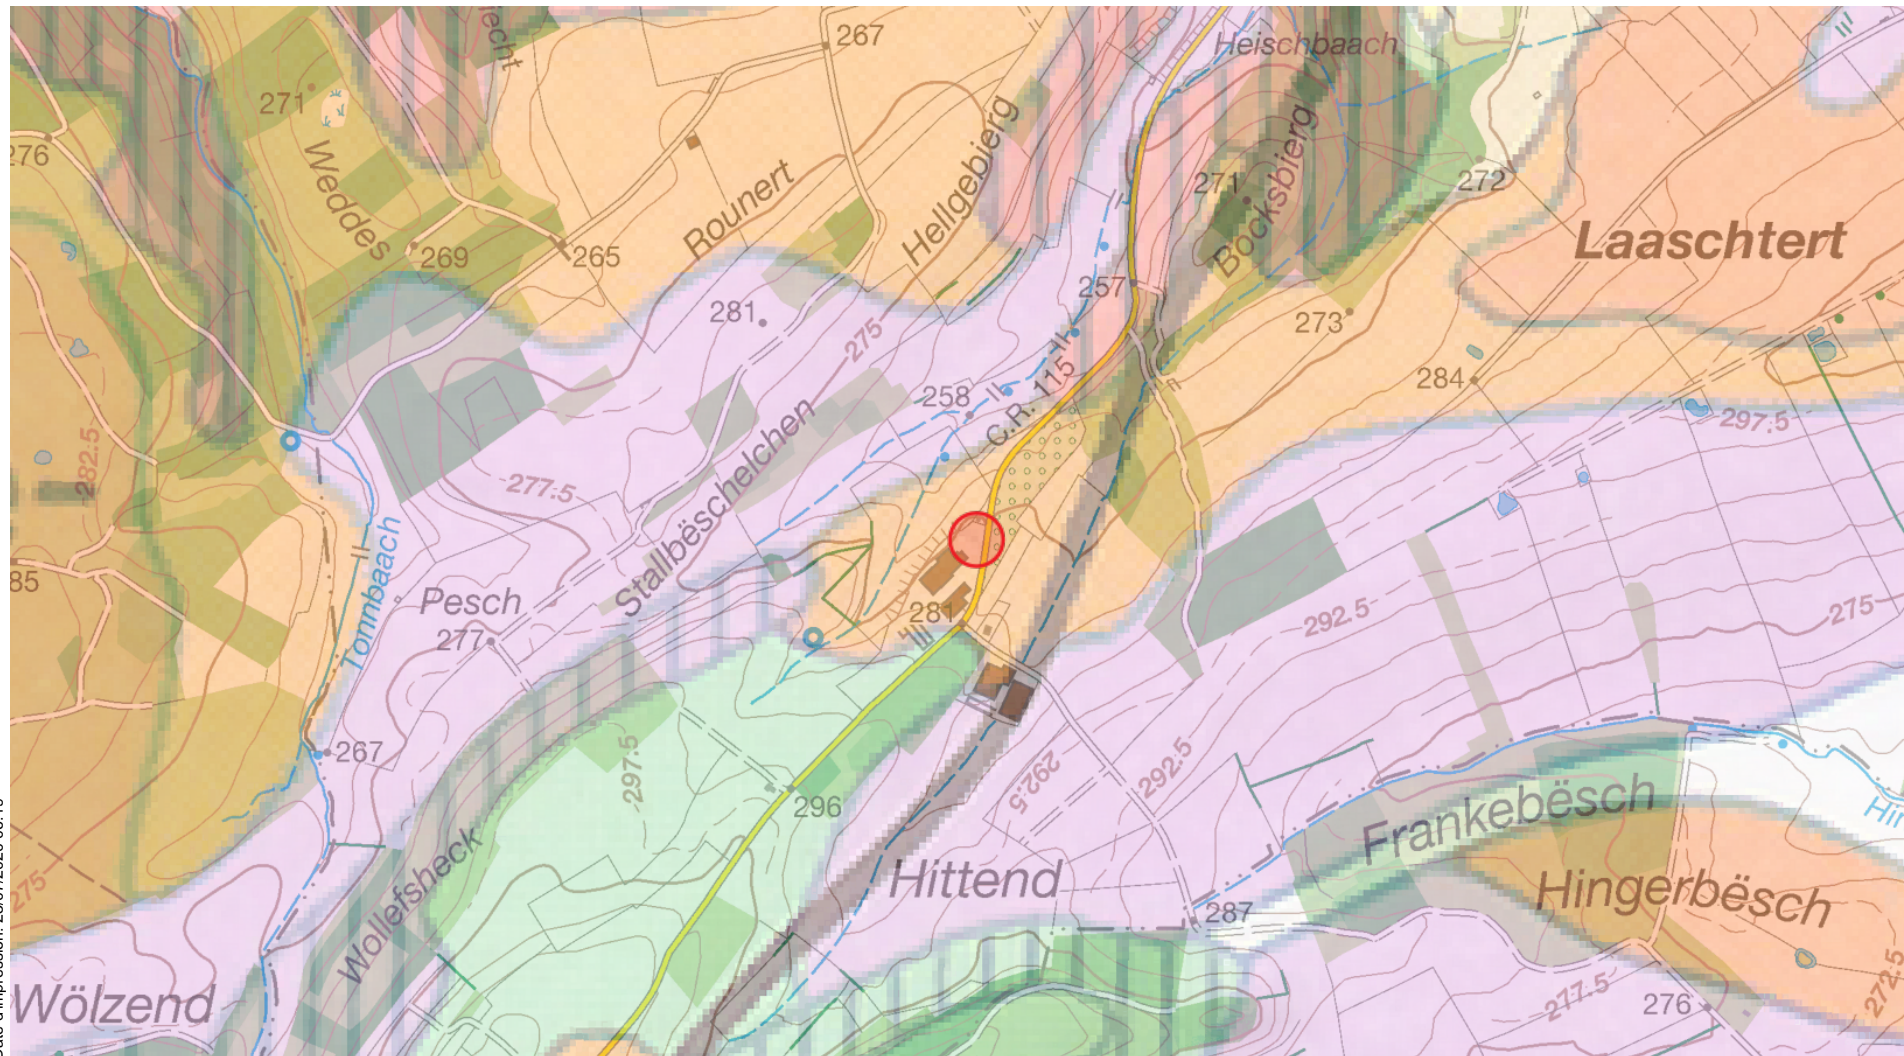 267
Heischbaach
271
276
Weddes
Rounert
Hellgebierg
271
Bocksbierg
272
269
265
Laaschtert
281
275
257
273
258
C.R. 115
284
282.5
297.5
277.5
Stallbëschelchen
85
Tonnbaach
Pesch
277
281
292.5
275
267
297.5
292.5
292.5
296
Frankebësch
Hittend
Hingerbësch
275
Wollefsheck
287
Wölzend
277.5
276
272.5